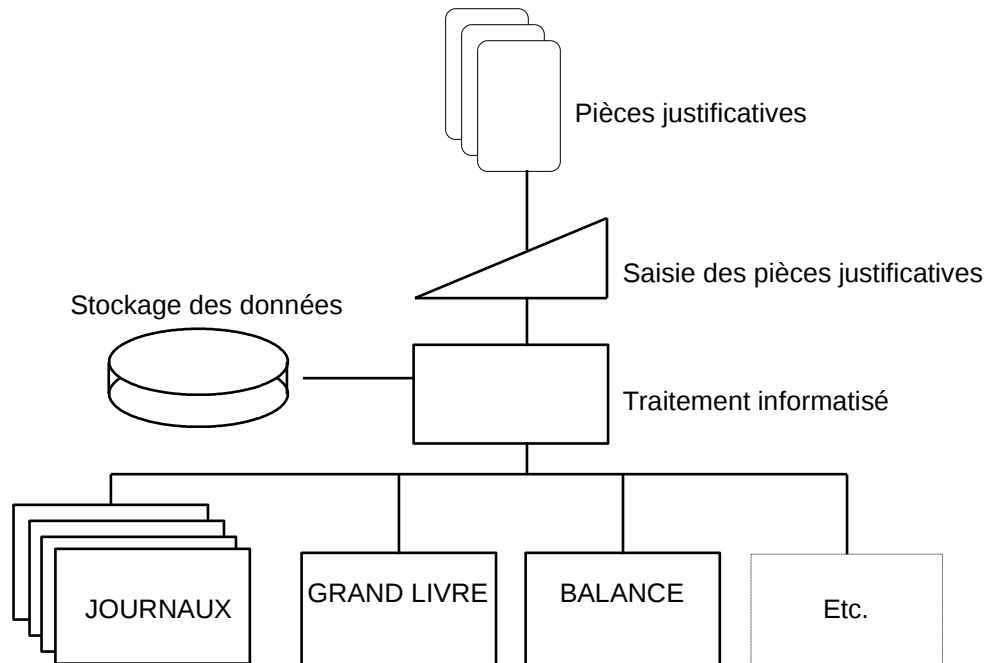 Pièces justificatives
Saisie des pièces justificatives
Stockage des données
Traitement informatisé
JOURNAUX
GRAND LIVRE
BALANCE
Etc.